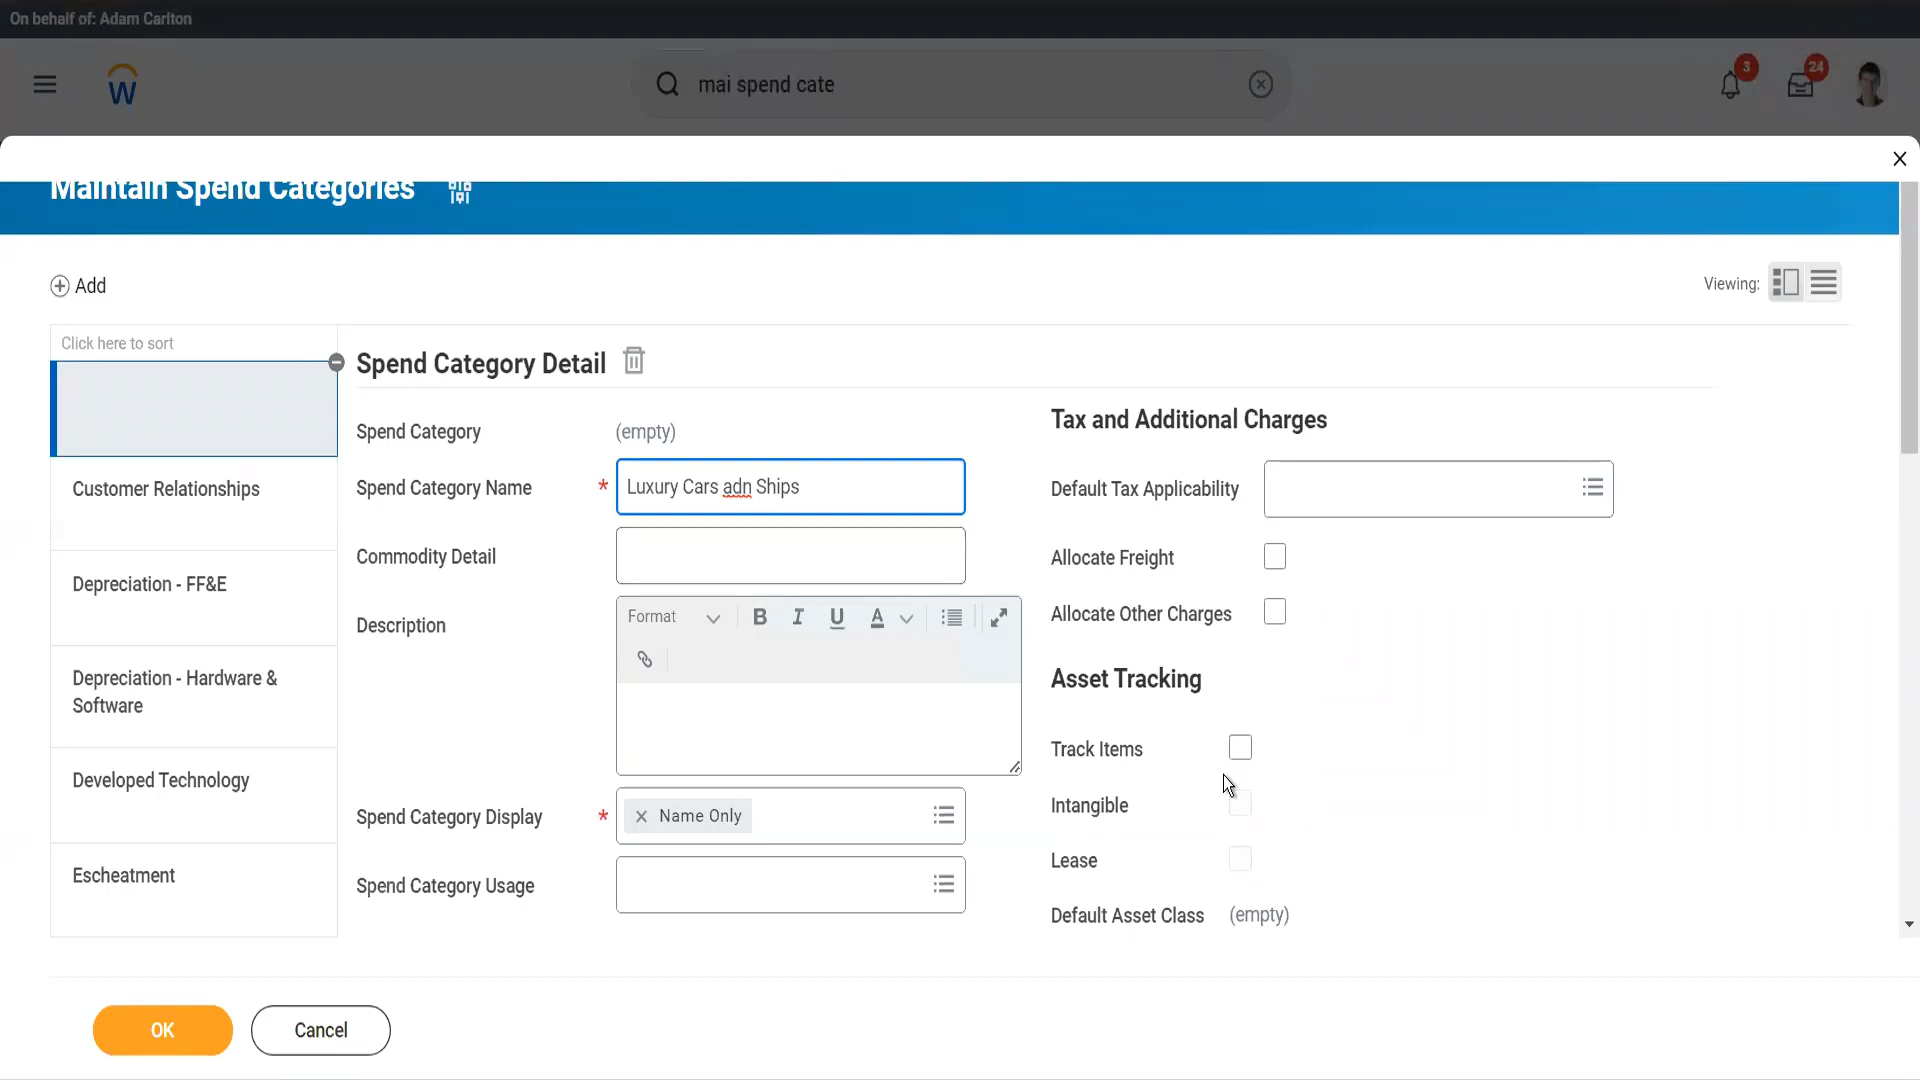 On behalf of: Adam Carlton
W
mai spend cate
3
24
Maintain Spend Categories
Add
Viewing:
Click here to sort
Customer Relationships
Depreciation - FF&E
Depreciation - Hardware &
Software
Developed Technology
Escheatment
Spend Category Detail
Spend Category
(empty)
Spend Category Name
* Luxury Cars adn Ships
Commodity Detail
Description
Format
B I U A
Spend Category Display
* Name Only
Spend Category Usage
Tax and Additional Charges
Default Tax Applicability
Allocate Freight
Allocate Other Charges
Asset Tracking
Track Items
Intangible
Lease
Default Asset Class (empty)
OK
Cancel